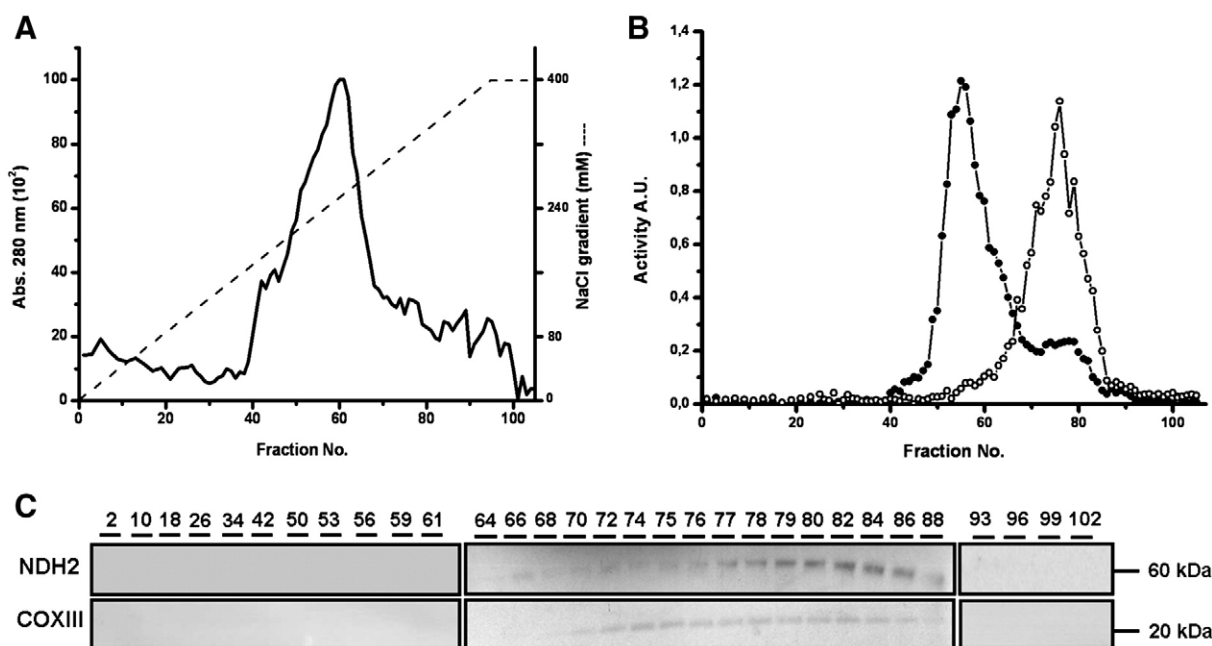 A
Abs. 280 nm (10²)
100
80
60
40
20
0
0 20 40 60 80 100
Fraction No.
400
240
80
0
NaCl gradient (mM) ----
B
Activity A.U.
1,4
1,2
1,0
0,8
0,6
0,4
0,2
0,0
0 20 40 60 80 100
Fraction No.
C
2 10 18 26 34 42 50 53 56 59 61 64 66 68 70 72 74 75 76 77 78 79 80 82 84 86 88 93 96 99 102
NDH2
60 kDa
COXIII
20 kDa